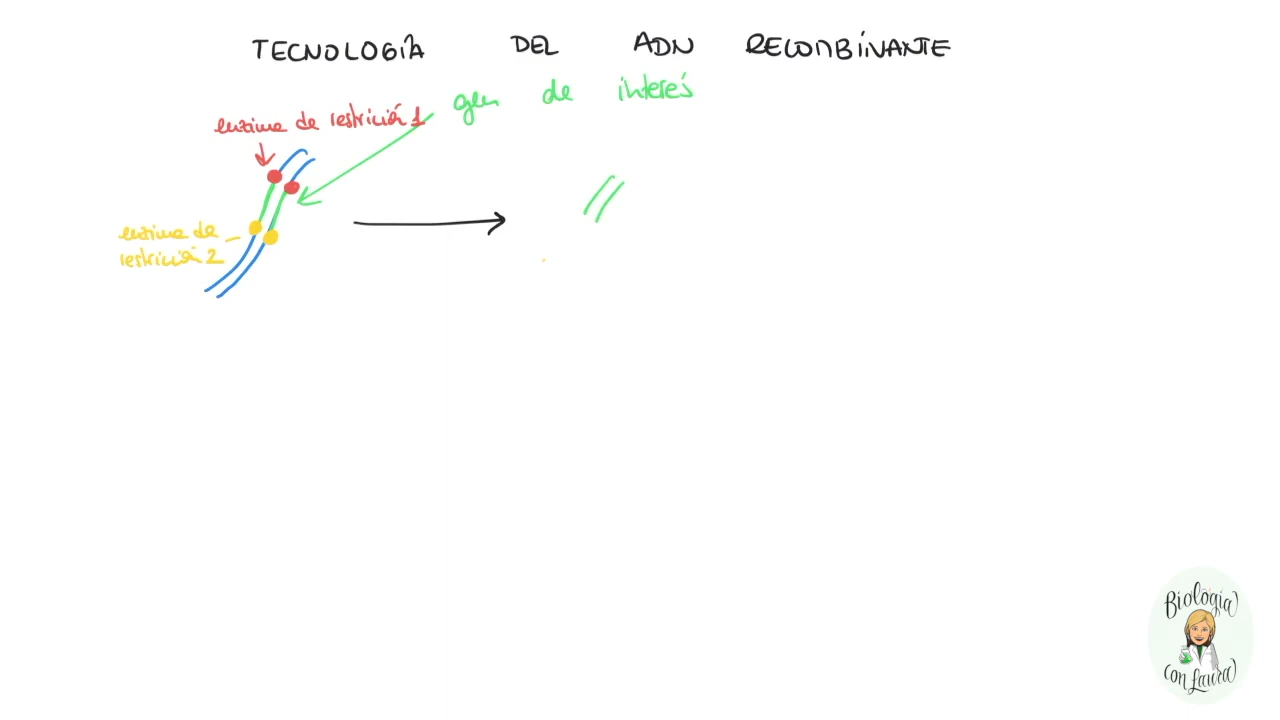 TECNOLOGÍA DEL ADN RECOMBINANTE
gen de interés
enzima de restricción 1
enzima de
restricción 2
Biología
con Laura